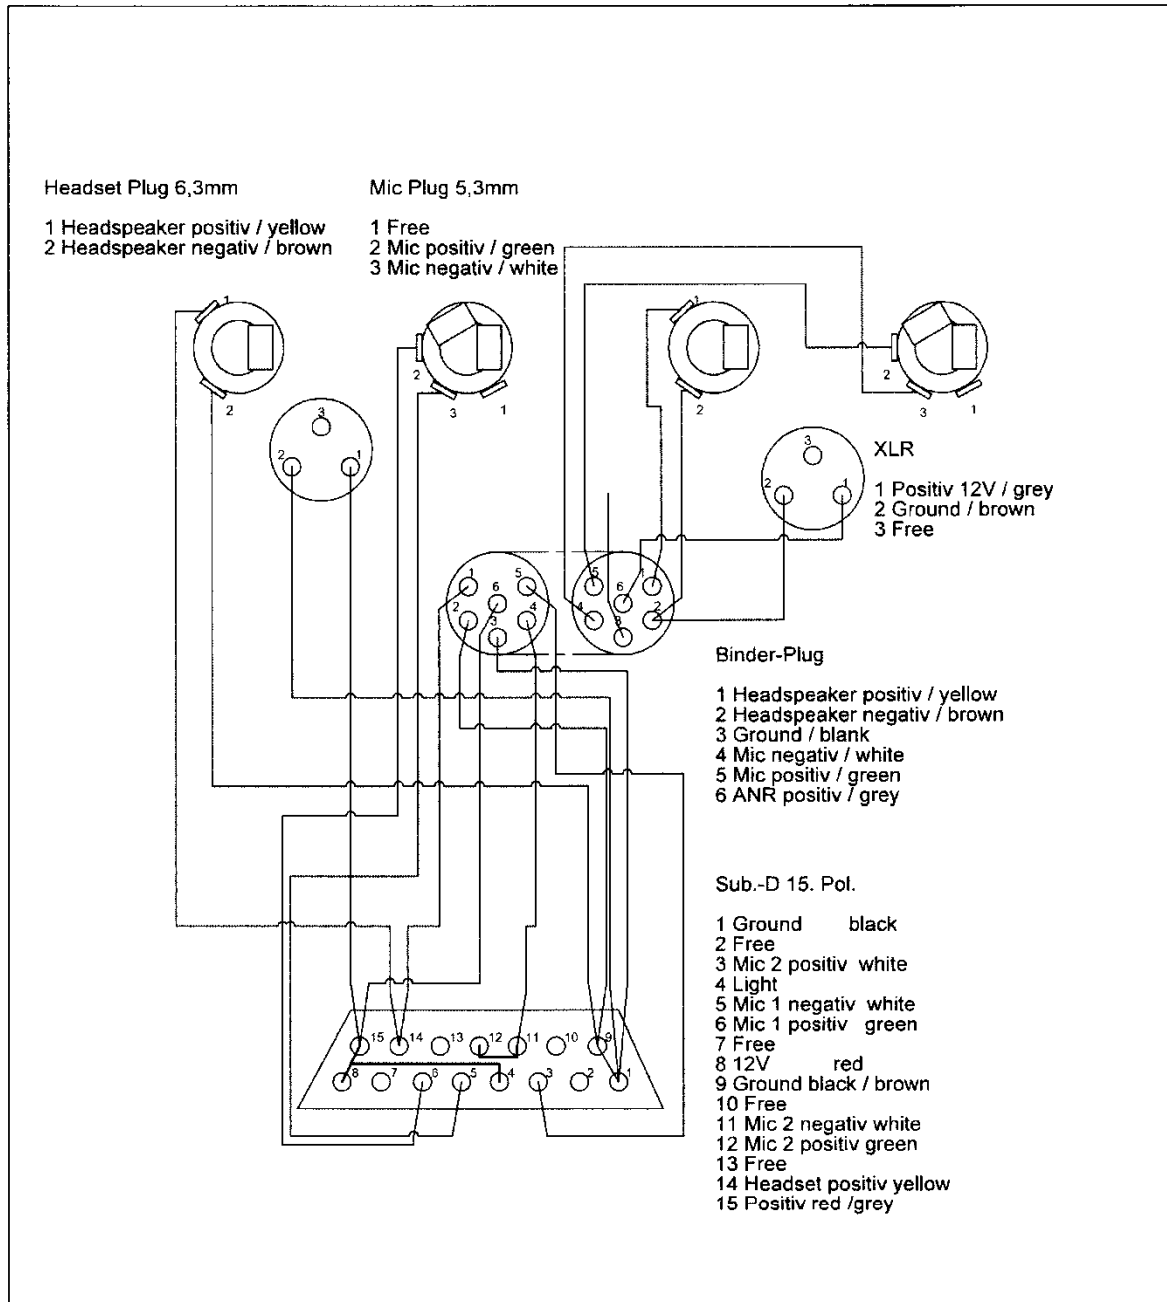 Headset Plug 6,3mm
1 Headspeaker positiv / yellow
2 Headspeaker negativ / brown
Mic Plug 5,3mm
1 Free
2 Mic positiv / green
3 Mic negativ / white
1
2
2
3
1
1
2
2
3
1
3
2
1
3
2
1
XLR
1 Positiv 12V / grey
2 Ground / brown
3 Free
1
5
6
2
4
3
5
1
6
4
2
3
Binder-Plug
1 Headspeaker positiv / yellow
2 Headspeaker negativ / brown
3 Ground / blank
4 Mic negativ / white
5 Mic positiv / green
6 ANR positiv / grey
Sub.-D 15. Pol.
1 Ground black
2 Free
3 Mic 2 positiv white
4 Light
5 Mic 1 negativ white
6 Mic 1 positiv green
7 Free
8 12V red
9 Ground black / brown
10 Free
11 Mic 2 negativ white
12 Mic 2 positiv green
13 Free
14 Headset positiv yellow
15 Positiv red /grey
15 14 13 12 11 10 9
8 7 6 5 4 3 2 1